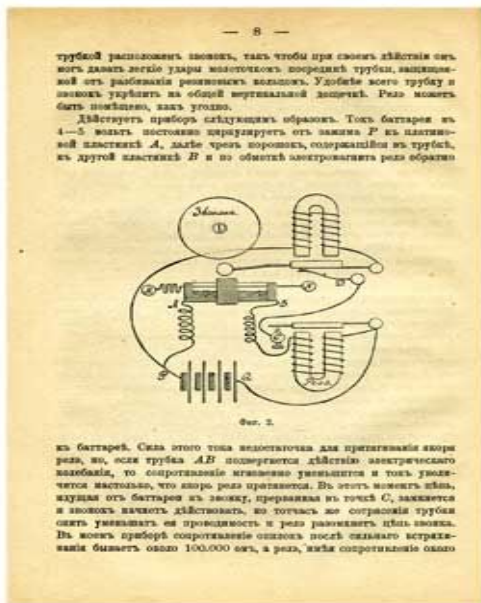 — 8 —
трубкой расположенъ звонокъ, такъ чтобы при своемъ дѣйствіи онъ
могъ давать легкіе удары молоточкомъ посрединѣ трубки, защищен-
ной отъ разбиванія резиновымъ кольцомъ. Удобнѣе всего трубку и
звонокъ укрѣпить на общей вертикальной дощечкѣ. Реле можетъ
быть помѣщено, какъ угодно.
Дѣйствуетъ приборъ слѣдующимъ образомъ. Токъ баттареи въ
4—5 вольтъ постоянно циркулируетъ отъ зажима P къ платино-
вой пластинкѣ A, далѣе чрезъ порошокъ, содержащійся въ трубкѣ,
къ другой пластинкѣ B и по обмоткѣ электромагнита реле обратно
Звонокъ
A B
P Q
Реле
Фиг. 2.
къ баттареѣ. Сила этого тока недостаточна для притягиванія якоря
реле, но, если трубка AB подвергнется дѣйствію электрическаго
колебанія, то сопротивленіе мгновенно уменьшится и токъ увели-
чится настолько, что якорь реле притянется. Въ этотъ моментъ цѣпь,
идущая отъ баттареи къ звонку, прерванная въ точкѣ C, замкнется
и звонокъ начнетъ дѣйствовать, но тотчасъ же сотрясенія трубки
опять уменьшатъ ея проводимость и реле разомкнетъ цѣпь звонка.
Въ моемъ приборѣ сопротивленіе опилокъ послѣ сильнаго встряхи-
ванія бываетъ около 100.000 омъ, а реле, имѣя сопротивленіе около